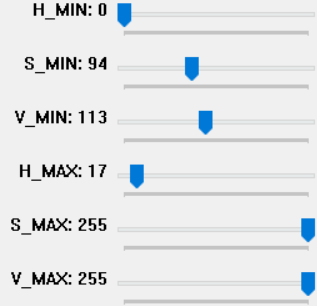 H_MIN: 0
S_MIN: 94
V_MIN: 113
H_MAX: 17
S_MAX: 255
V_MAX: 255